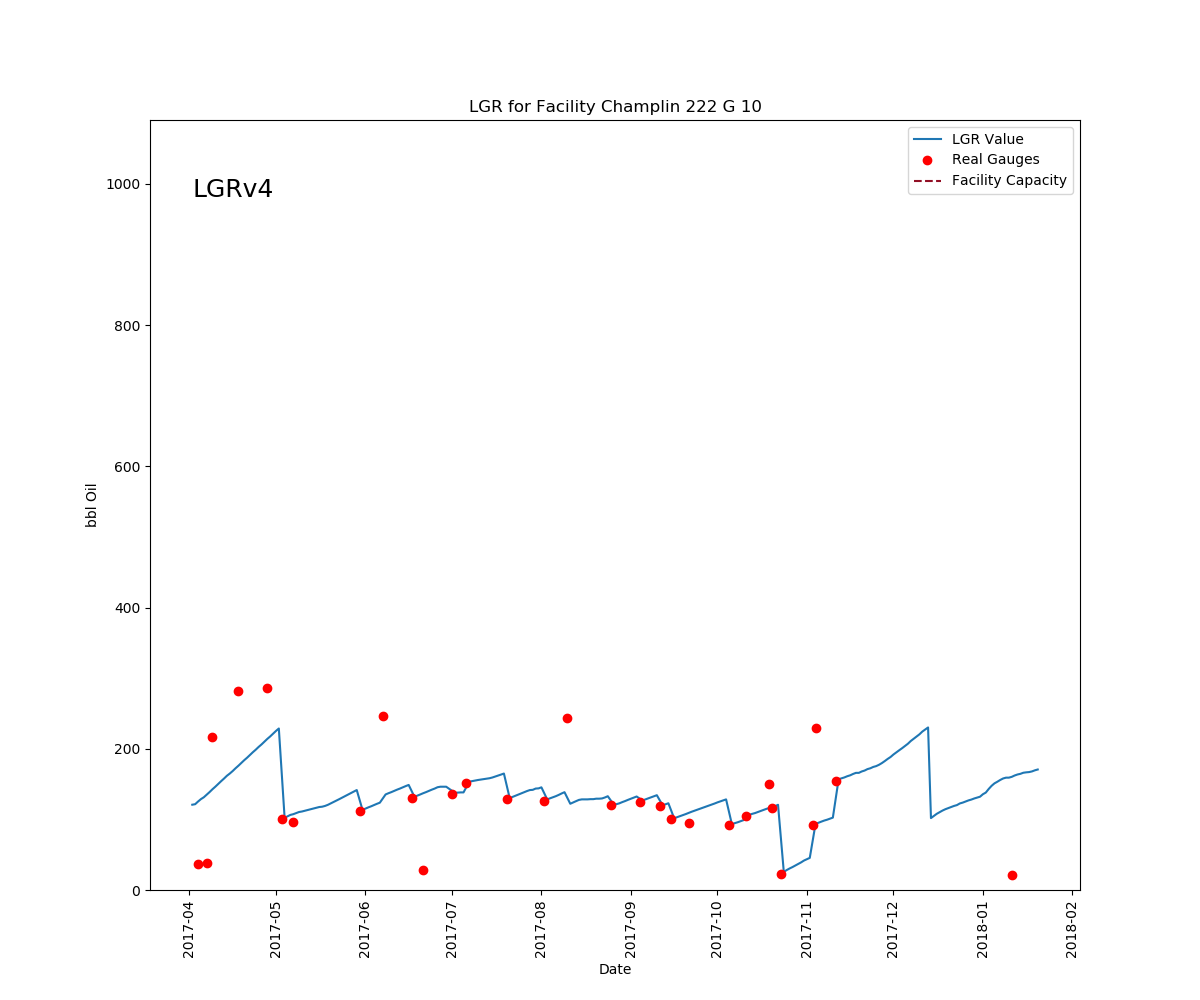 LGR for Facility Champlin 222 G 10
LGR Value
Real Gauges
Facility Capacity
LGRv4
bbl Oil
1000
800
600
400
200
0
2017-04
2017-05
2017-06
2017-07
2017-08
2017-09
2017-10
2017-11
2017-12
2018-01
2018-02
Date